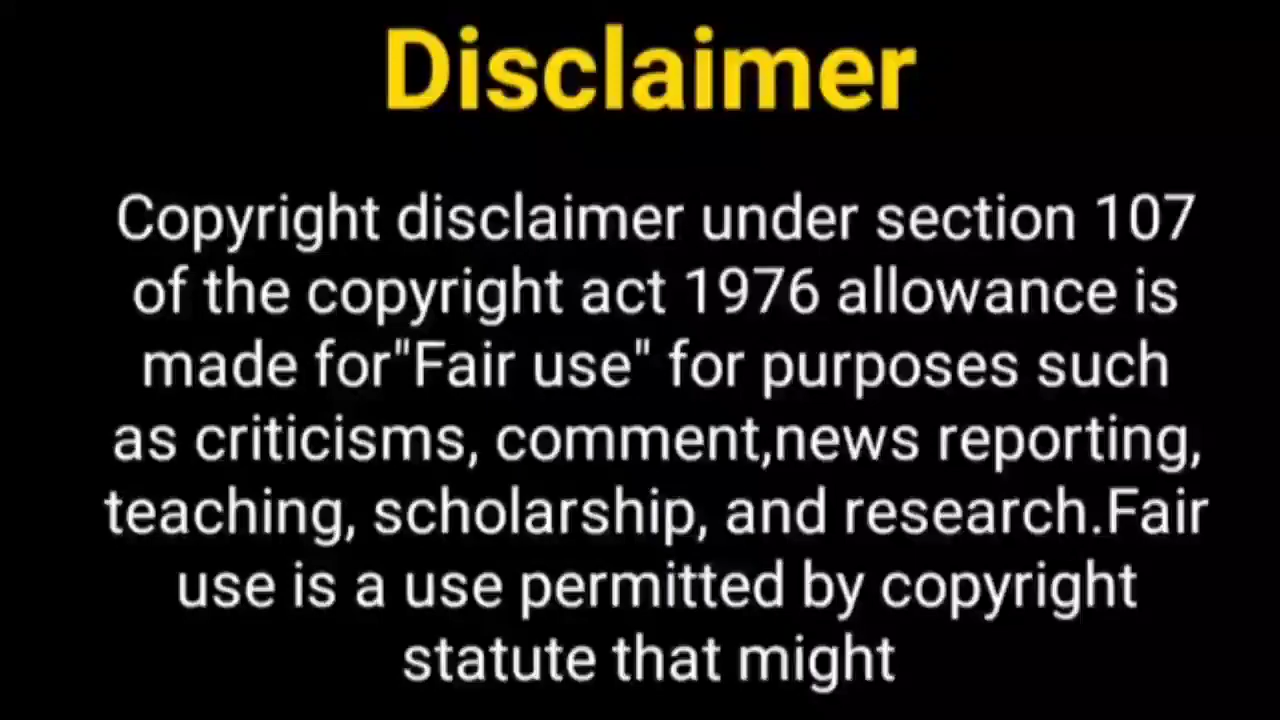 Disclaimer
Copyright disclaimer under section 107
of the copyright act 1976 allowance is
made for"Fair use" for purposes such
as criticisms, comment,news reporting,
teaching, scholarship, and research.Fair
use is a use permitted by copyright
statute that might